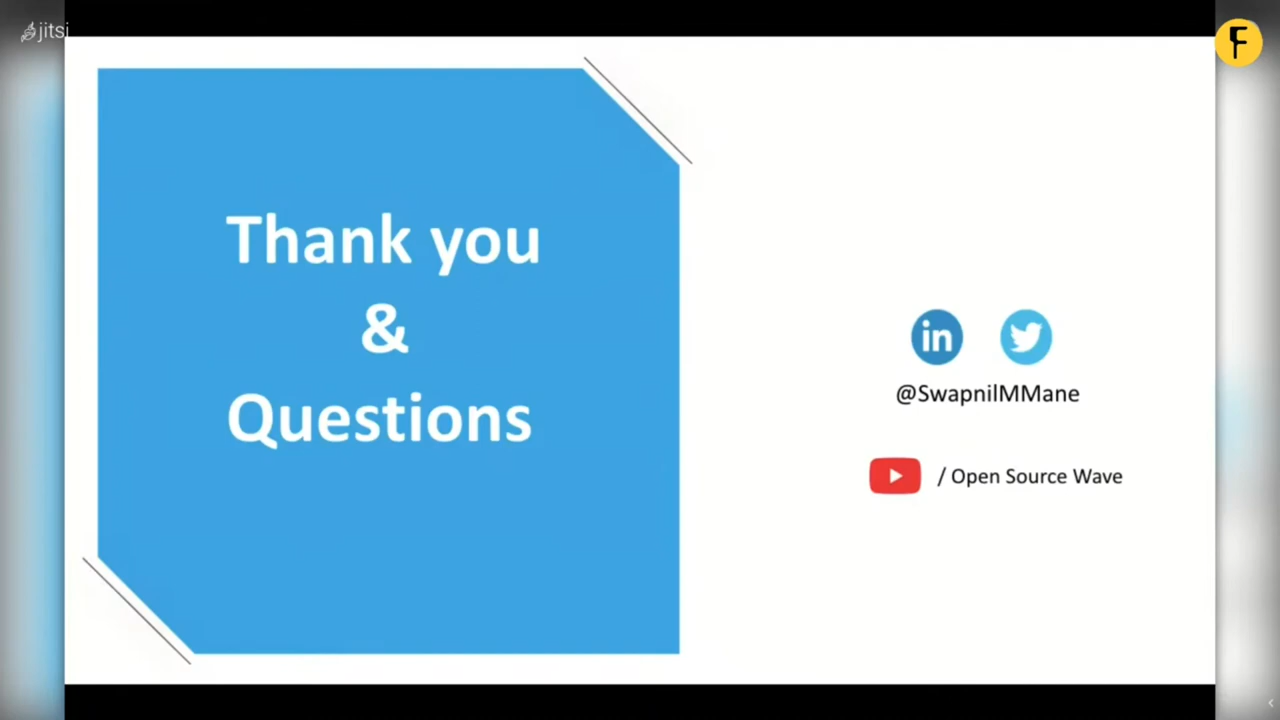 jitsi
F
Thank you
&
Questions
in
@SwapnilMMane
/ Open Source Wave